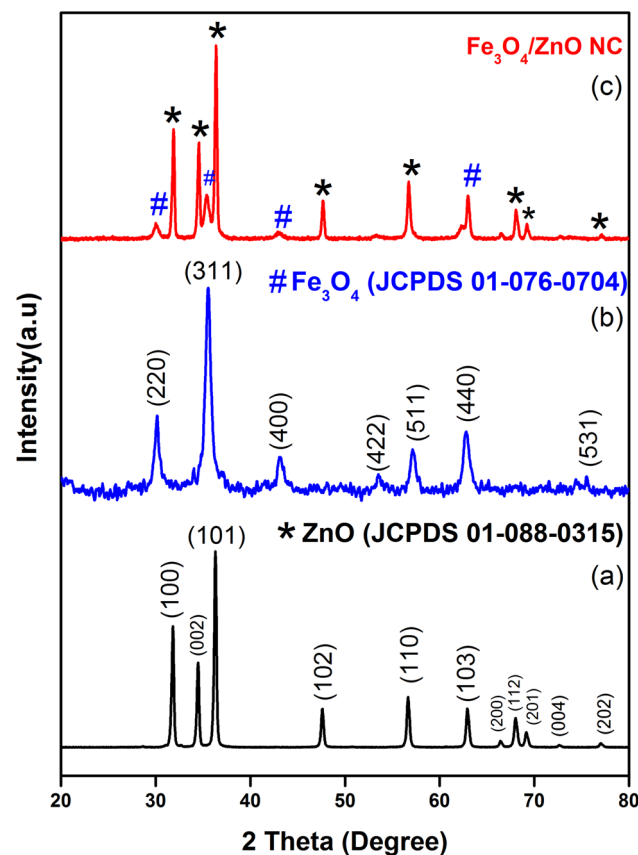 Fe₃O₄/ZnO NC
(c)
* * * * * * * * *
# # # #
# Fe₃O₄ (JCPDS 01-076-0704)
(b)
(220)
(311)
(400)
(422)
(511)
(440)
(531)
* ZnO (JCPDS 01-088-0315)
(a)
(100)
(002)
(101)
(102)
(110)
(103)
(200)
(112)
(201)
(004)
(202)
Intensity(a.u)
20 30 40 50 60 70 80
2 Theta (Degree)